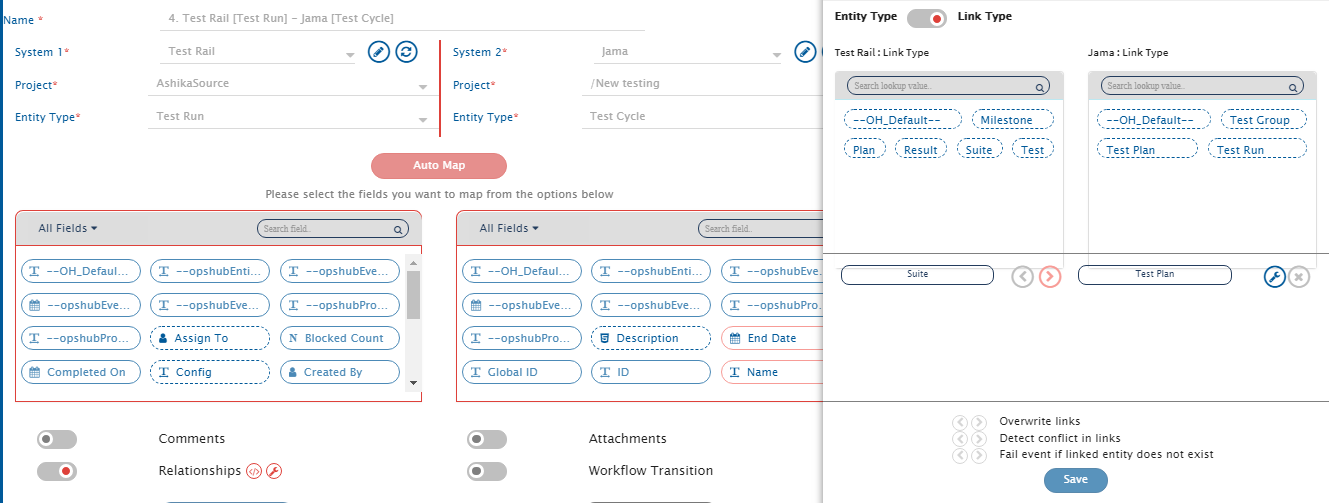 Name *
4. Test Rail [Test Run] - Jama [Test Cycle]
System 1*
Test Rail
System 2*
Jama
Project*
AshikaSource
Project*
/New testing
Entity Type*
Test Run
Entity Type*
Test Cycle
Auto Map
Please select the fields you want to map from the options below
All Fields
Search field..
--OH_Defaul...
--opshubEnti...
--opshubEve...
--opshubEve...
--opshubEve...
--opshubPro...
--opshubPro...
Assign To
Blocked Count
Completed On
Config
Created By
All Fields
Search field..
--OH_Defaul...
--opshubEnti...
--opshubEve...
--opshubEve...
--opshubEve...
--opshubPro...
--opshubPro...
Description
End Date
Global ID
ID
Name
Comments
Attachments
Relationships
Workflow Transition
Entity Type
Link Type
Test Rail : Link Type
Jama : Link Type
Search lookup value..
Search lookup value..
--OH_Default--
Milestone
Plan
Result
Suite
Test
--OH_Default--
Test Group
Test Plan
Test Run
Suite
Test Plan
Overwrite links
Detect conflict in links
Fail event if linked entity does not exist
Save